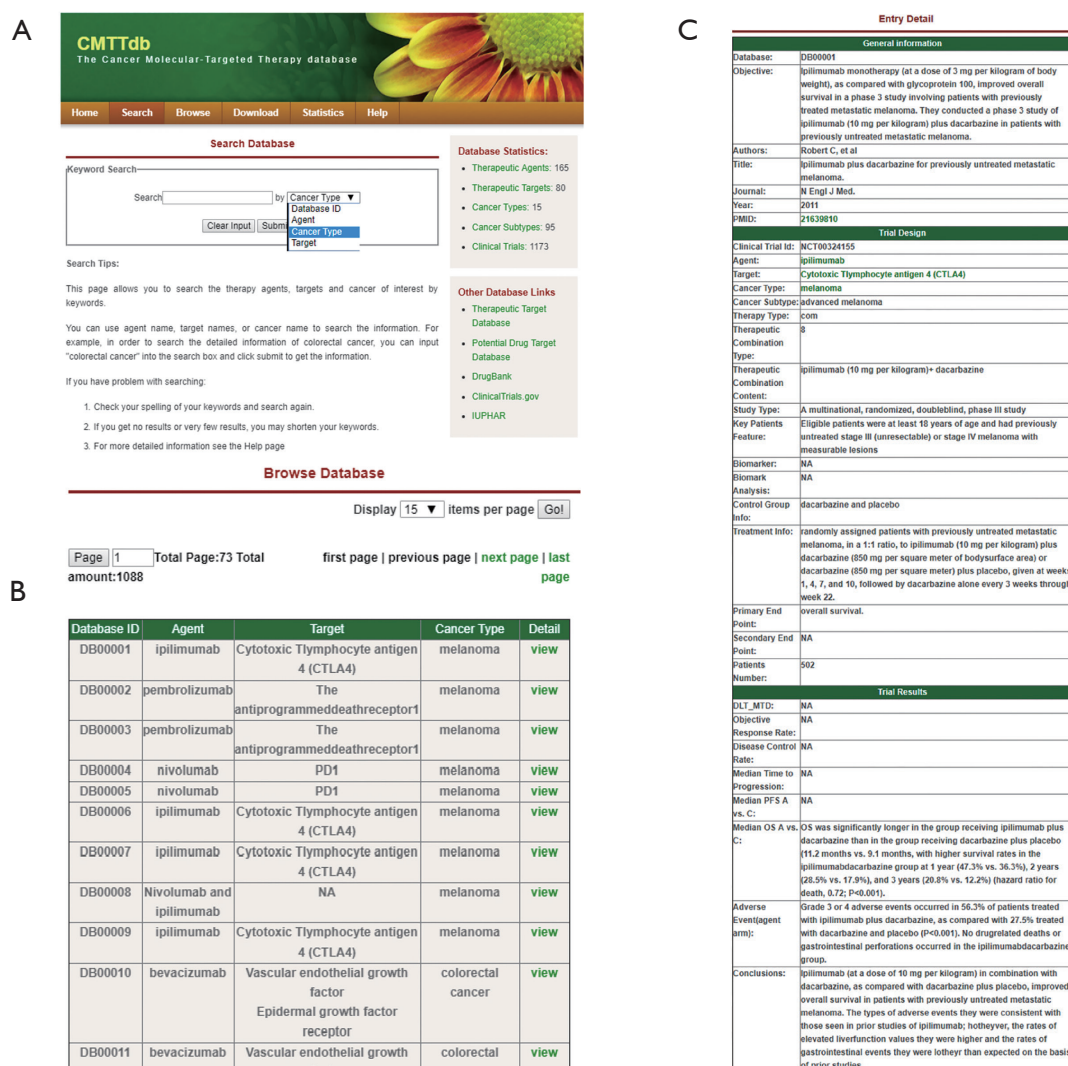 A
CMTTdb
The Cancer Molecular-Targeted Therapy database
Home Search Browse Download Statistics Help
Search Database
Keyword Search
Search by Cancer Type ▼
Database ID
Agent
Cancer Type
Target
Clear Input Submi
Search Tips:
This page allows you to search the therapy agents, targets and cancer of interest by
keywords.
You can use agent name, target names, or cancer name to search the information. For
example, in order to search the detailed information of colorectal cancer, you can input
"colorectal cancer" into the search box and click submit to get the information.
If you have problem with searching:
1. Check your spelling of your keywords and search again.
2. If you get no results or very few results, you may shorten your keywords.
3. For more detailed information see the Help page
Database Statistics:
• Therapeutic Agents: 165
• Therapeutic Targets: 80
• Cancer Types: 15
• Cancer Subtypes: 95
• Clinical Trials: 1173
Other Database Links
• Therapeutic Target
Database
• Potential Drug Target
Database
• DrugBank
• ClinicalTrials.gov
• IUPHAR
B
Browse Database
Display 15 ▼ items per page Go!
Page 1 Total Page:73 Total
amount:1088
first page | previous page | next page | last
page
Database ID Agent Target Cancer Type Detail
DB00001 ipilimumab Cytotoxic Tlymphocyte antigen melanoma view
4 (CTLA4)
DB00002 pembrolizumab The melanoma view
antiprogrammeddeathreceptor1
DB00003 pembrolizumab The melanoma view
antiprogrammeddeathreceptor1
DB00004 nivolumab PD1 melanoma view
DB00005 nivolumab PD1 melanoma view
DB00006 ipilimumab Cytotoxic Tlymphocyte antigen melanoma view
4 (CTLA4)
DB00007 ipilimumab Cytotoxic Tlymphocyte antigen melanoma view
4 (CTLA4)
DB00008 Nivolumab and NA melanoma view
ipilimumab
DB00009 ipilimumab Cytotoxic Tlymphocyte antigen melanoma view
4 (CTLA4)
DB00010 bevacizumab Vascular endothelial growth colorectal view
factor cancer
Epidermal growth factor
receptor
DB00011 bevacizumab Vascular endothelial growth colorectal view
C
Entry Detail
General information
Database: DB00001
Objective: Ipilimumab monotherapy (at a dose of 3 mg per kilogram of body
weight), as compared with glycoprotein 100, improved overall
survival in a phase 3 study involving patients with previously
treated metastatic melanoma. They conducted a phase 3 study of
ipilimumab (10 mg per kilogram) plus dacarbazine in patients with
previously untreated metastatic melanoma.
Authors: Robert C, et al
Title: Ipilimumab plus dacarbazine for previously untreated metastatic
melanoma.
Journal: N Engl J Med.
Year: 2011
PMID: 21639810
Trial Design
Clinical Trial Id: NCT00324155
Agent: ipilimumab
Target: Cytotoxic Tlymphocyte antigen 4 (CTLA4)
Cancer Type: melanoma
Cancer Subtype: advanced melanoma
Therapy Type: com
Therapeutic 8
Combination
Type:
Therapeutic ipilimumab (10 mg per kilogram)+ dacarbazine
Combination
Content:
Study Type: A multinational, randomized, doubleblind, phase III study
Key Patients Eligible patients were at least 18 years of age and had previously
Feature: untreated stage III (unresectable) or stage IV melanoma with
measurable lesions
Biomarker: NA
Biomark NA
Analysis:
Control Group dacarbazine and placebo
Info:
Treatment Info: randomly assigned patients with previously untreated metastatic
melanoma, in a 1:1 ratio, to ipilimumab (10 mg per kilogram) plus
dacarbazine (850 mg per square meter of bodysurface area) or
dacarbazine (850 mg per square meter) plus placebo, given at weeks
1, 4, 7, and 10, followed by dacarbazine alone every 3 weeks through
week 22.
Primary End overall survival.
Point:
Secondary End NA
Point:
Patients 502
Number:
Trial Results
DLT_MTD: NA
Objective NA
Response Rate:
Disease Control NA
Rate:
Median Time to NA
Progression:
Median PFS A NA
vs. C:
Median OS A vs. OS was significantly longer in the group receiving ipilimumab plus
C: dacarbazine than in the group receiving dacarbazine plus placebo
(11.2 months vs. 9.1 months, with higher survival rates in the
ipilimumabdacarbazine group at 1 year (47.3% vs. 36.3%), 2 years
(28.5% vs. 17.9%), and 3 years (20.8% vs. 12.2%) (hazard ratio for
death, 0.72; P<0.001).
Adverse Grade 3 or 4 adverse events occurred in 56.3% of patients treated
Event(agent with ipilimumab plus dacarbazine, as compared with 27.5% treated
arm): with dacarbazine and placebo (P<0.001). No drugrelated deaths or
gastrointestinal perforations occurred in the ipilimumabdacarbazine
group.
Conclusions: Ipilimumab (at a dose of 10 mg per kilogram) in combination with
dacarbazine, as compared with dacarbazine plus placebo, improved
overall survival in patients with previously untreated metastatic
melanoma. The types of adverse events they were consistent with
those seen in prior studies of ipilimumab; hotheyver, the rates of
elevated liverfunction values they were higher and the rates of
gastrointestinal events they were lotheyr than expected on the basis
of prior studies.